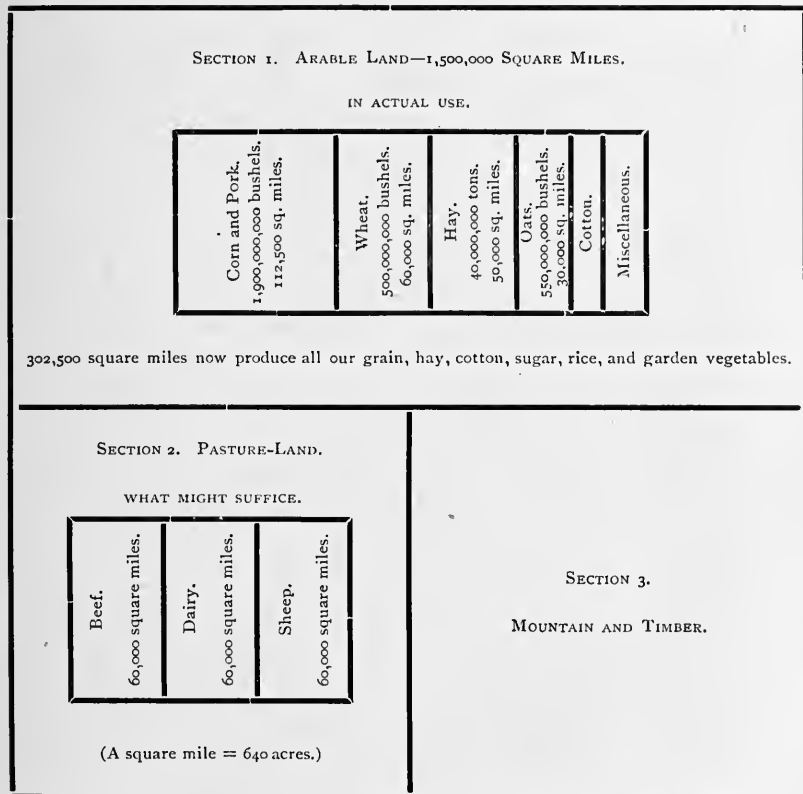 Section 1. Arable Land—1,500,000 Square Miles.
IN ACTUAL USE.
Corn and Pork.
1,900,000,000 bushels.
112,500 sq. miles.
Wheat.
500,000,000 bushels.
60,000 sq. miles.
Hay.
40,000,000 tons.
50,000 sq. miles.
Oats.
550,000,000 bushels.
30,000 sq. miles.
Cotton.
Miscellaneous.
302,500 square miles now produce all our grain, hay, cotton, sugar, rice, and garden vegetables.
Section 2. Pasture-Land.
WHAT MIGHT SUFFICE.
Beef.
60,000 square miles.
Dairy.
60,000 square miles.
Sheep.
60,000 square miles.
(A square mile = 640 acres.)
Section 3.
Mountain and Timber.